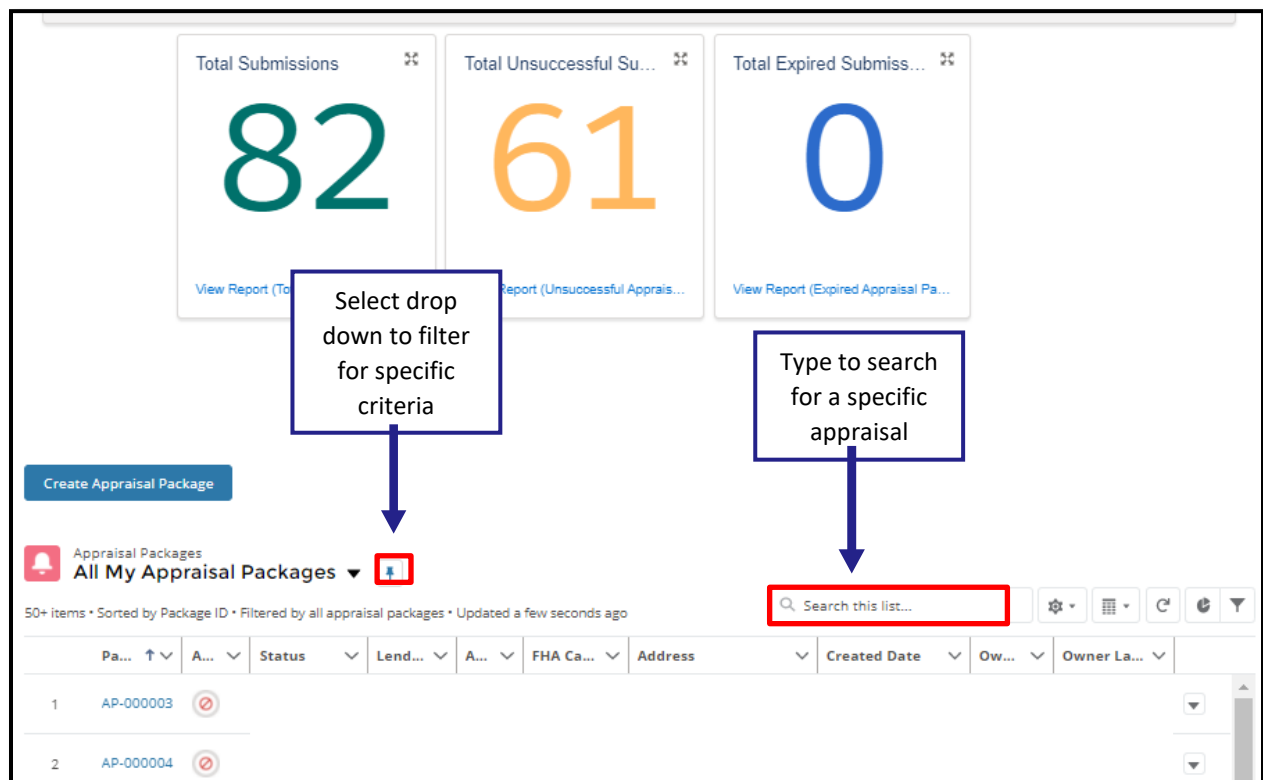 Total Submissions
Total Unsuccessful Su...
Total Expired Submiss...
82
61
0
View Report (To
port (Unsuccessful Apprais...
View Report (Expired Appraisal Pa...
Select drop
down to filter
for specific
criteria
Type to search
for a specific
appraisal
Create Appraisal Package
Appraisal Packages
All My Appraisal Packages
50+ items • Sorted by Package ID • Filtered by all appraisal packages • Updated a few seconds ago
Search this list...
Pa... A... Status Lend... A... FHA Ca... Address Created Date Ow... Owner La...
1 AP-000003
2 AP-000004